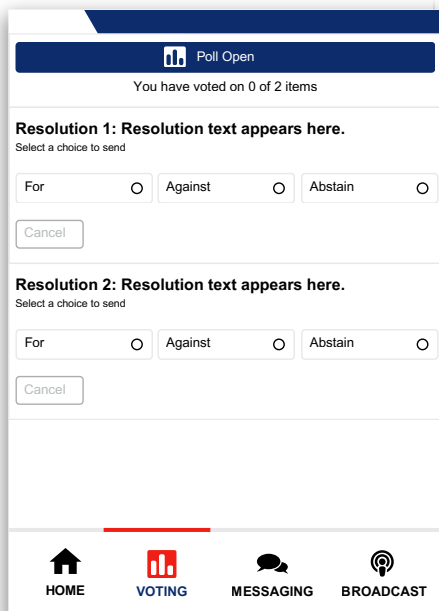 Poll Open
You have voted on 0 of 2 items
Resolution 1: Resolution text appears here.
Select a choice to send
For Against Abstain
Cancel
Resolution 2: Resolution text appears here.
Select a choice to send
For Against Abstain
Cancel
HOME VOTING MESSAGING BROADCAST